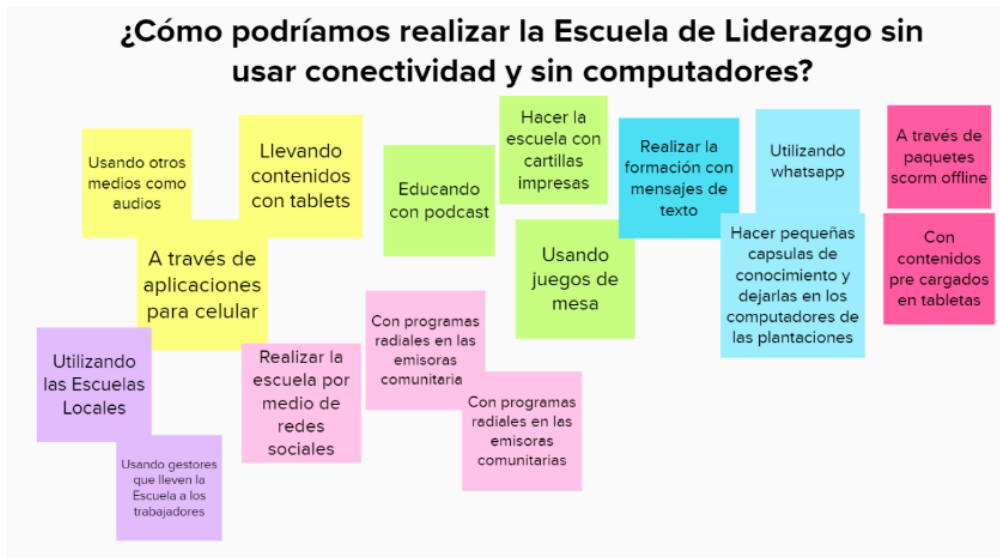 ¿Cómo podríamos realizar la Escuela de Liderazgo sin
usar conectividad y sin computadores?
Usando otros
medios como
audios
Llevando
contenidos
con tablets
A través de
aplicaciones
para celular
Educando
con podcast
Hacer la
escuela con
cartillas
impresas
Usando
juegos de
mesa
Realizar la
formación con
mensajes de
texto
Utilizando
whatsapp
Hacer pequeñas
capsulas de
conocimiento y
dejarlas en los
computadores de
las plantaciones
A través de
paquetes
scorm offline
Con
contenidos
pre cargados
en tabletas
Utilizando
las Escuelas
Locales
Usando gestores
que lleven la
Escuela a los
trabajadores
Realizar la
escuela por
medio de
redes
sociales
Con programas
radiales en las
emisoras
comunitaria
Con programas
radiales en las
emisoras
comunitarias